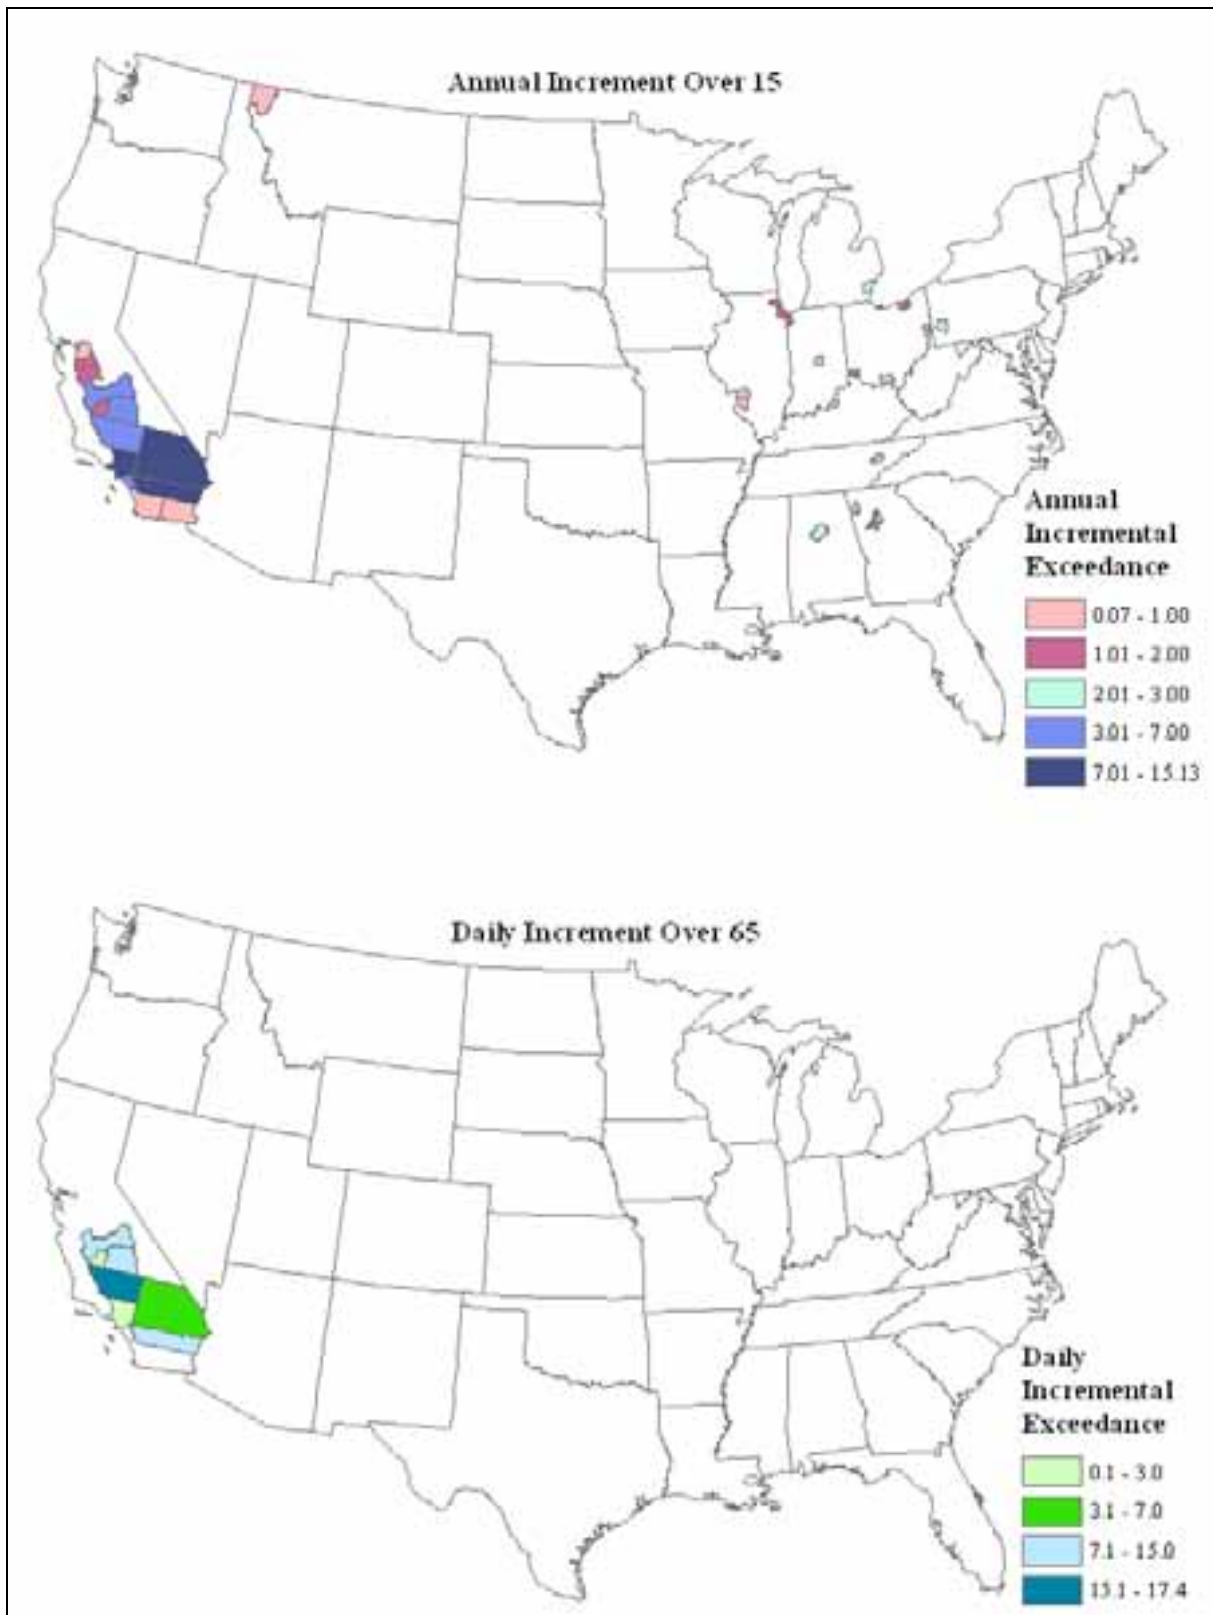 Annual Increment Over 15
Annual
Incremental
Exceedance
0.07 - 1.00
1.01 - 2.00
2.01 - 3.00
3.01 - 7.00
7.01 - 15.13
Daily Increment Over 65
Daily
Incremental
Exceedance
0.1 - 3.0
3.1 - 7.0
7.1 - 15.0
15.1 - 17.4